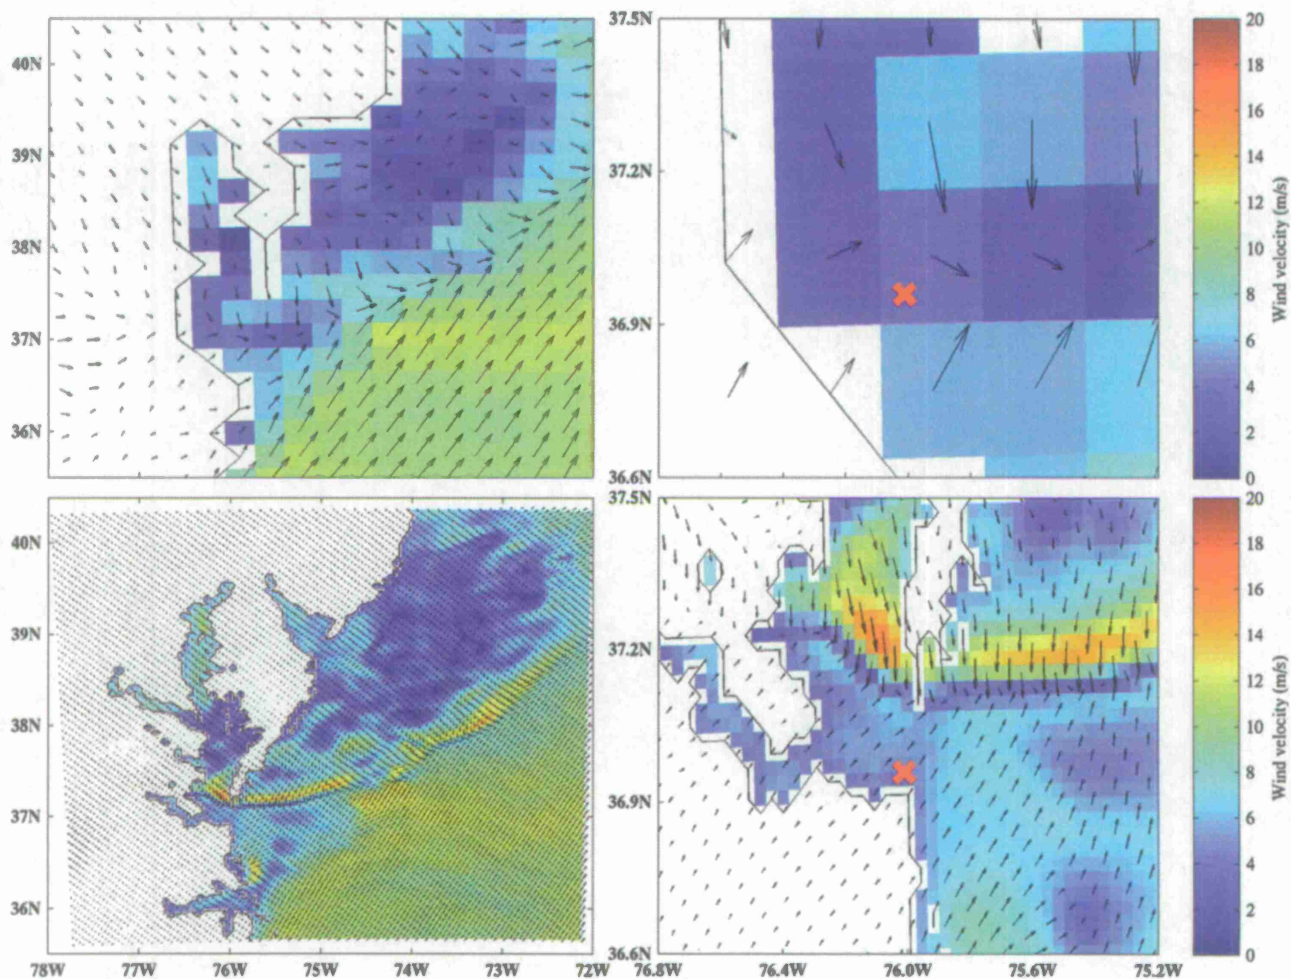 40N
39N
38N
37N
36N
37.5N
37.2N
36.9N
36.6N
20
18
16
14
12
10
8
6
4
2
0
Wind velocity (m/s)
40N
39N
38N
37N
36N
78W
77W
76W
75W
74W
73W
72W
37.5N
37.2N
36.9N
36.6N
76.8W
76.4W
76.0W
75.6W
75.2W
20
18
16
14
12
10
8
6
4
2
0
Wind velocity (m/s)